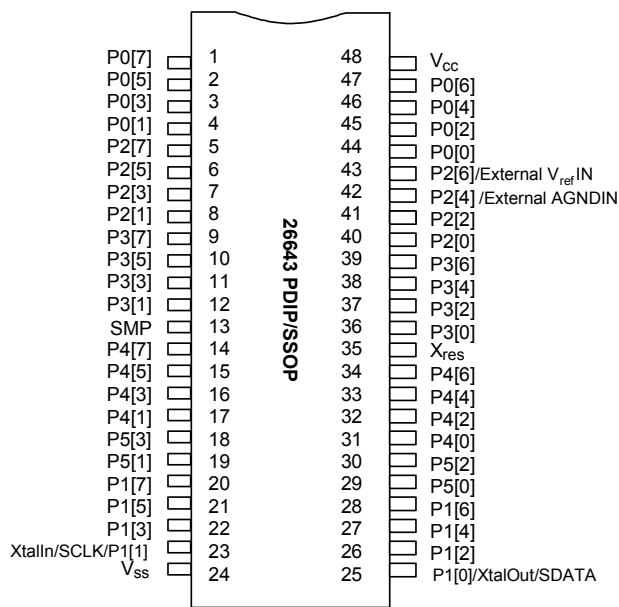 P0[7] 1 48 Vcc
P0[5] 2 47 P0[6]
P0[3] 3 46 P0[4]
P0[1] 4 45 P0[2]
P2[7] 5 44 P0[0]
P2[5] 6 43 P2[6]/External VrefIN
P2[3] 7 42 P2[4]/External AGNDIN
P2[1] 8 41 P2[2]
P3[7] 9 40 P2[0]
P3[5] 10 39 P3[6]
P3[3] 11 38 P3[4]
P3[1] 12 37 P3[2]
SMP 13 36 P3[0]
P4[7] 14 35 Xres
P4[5] 15 34 P4[6]
P4[3] 16 33 P4[4]
P4[1] 17 32 P4[2]
P5[3] 18 31 P4[0]
P5[1] 19 30 P5[2]
P1[7] 20 29 P5[0]
P1[5] 21 28 P1[6]
P1[3] 22 27 P1[4]
XtalIn/SCLK/P1[1] 23 26 P1[2]
Vss 24 25 P1[0]/XtalOut/SDATA
26643 PDIP/SSOP